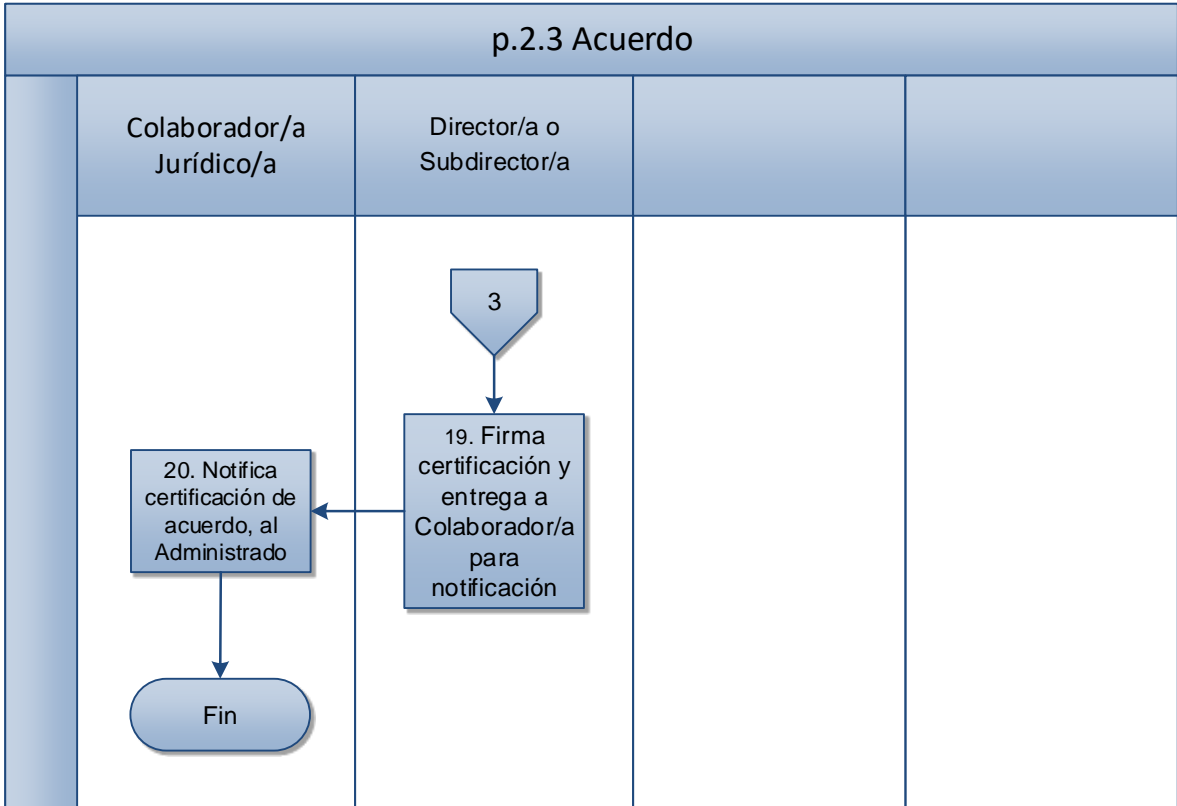 p.2.3 Acuerdo
Colaborador/a
Jurídico/a
Director/a o
Subdirector/a
3
19. Firma
certificación y
entrega a
Colaborador/a
para
notificación
20. Notifica
certificación de
acuerdo, al
Administrado
Fin